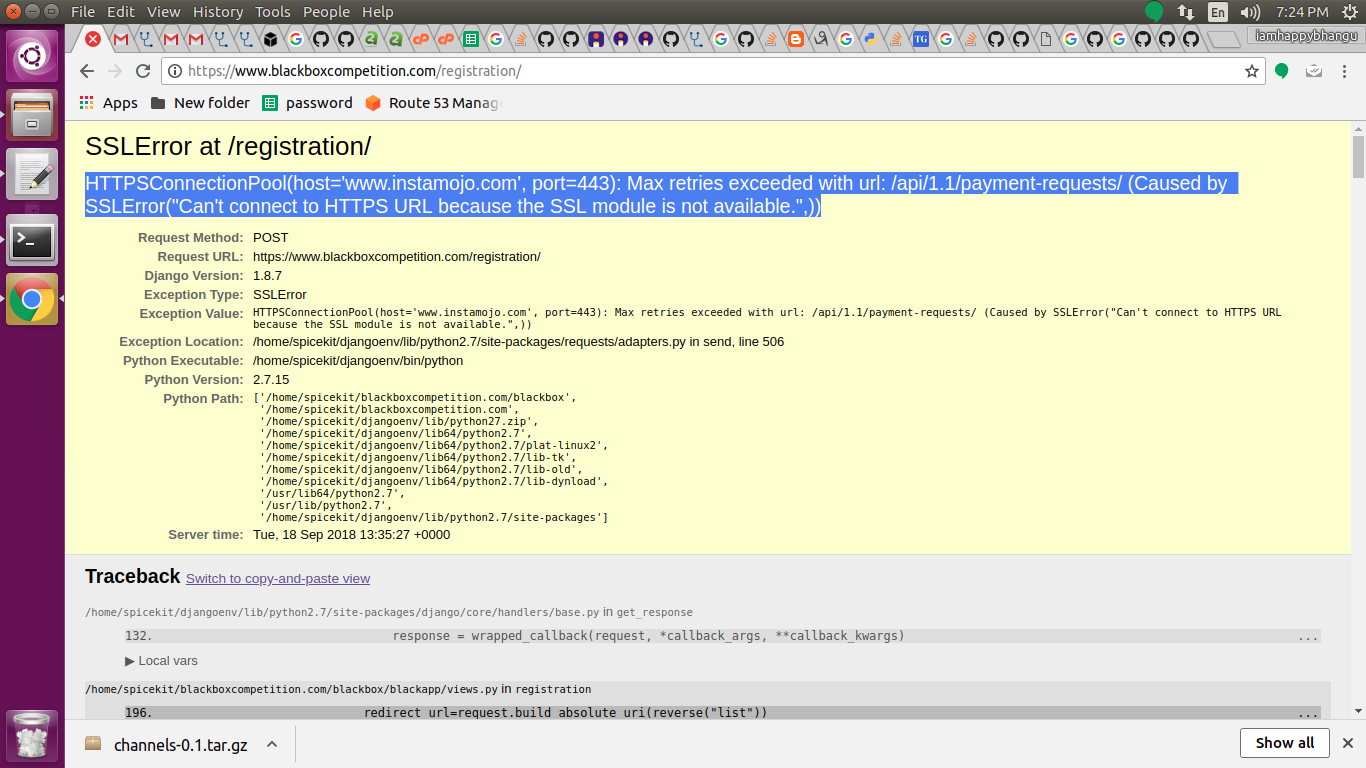 File Edit View History Tools People Help
En
7:24 PM
iamhappybhangu
https://www.blackboxcompetition.com/registration/
Apps
New folder
password
Route 53 Manag
SSLError at /registration/
HTTPSConnectionPool(host='www.instamojo.com', port=443): Max retries exceeded with url: /api/1.1/payment-requests/ (Caused by
SSLError("Can't connect to HTTPS URL because the SSL module is not available.",))
Request Method: POST
Request URL: https://www.blackboxcompetition.com/registration/
Django Version: 1.8.7
Exception Type: SSLError
Exception Value: HTTPSConnectionPool(host='www.instamojo.com', port=443): Max retries exceeded with url: /api/1.1/payment-requests/ (Caused by SSLError("Can't connect to HTTPS URL
because the SSL module is not available.",))
Exception Location: /home/spicekit/djangoenv/lib/python2.7/site-packages/requests/adapters.py in send, line 506
Python Executable: /home/spicekit/djangoenv/bin/python
Python Version: 2.7.15
Python Path: ['/home/spicekit/blackboxcompetition.com/blackbox',
'/home/spicekit/blackboxcompetition.com',
'/home/spicekit/djangoenv/lib/python27.zip',
'/home/spicekit/djangoenv/lib64/python2.7',
'/home/spicekit/djangoenv/lib64/python2.7/plat-linux2',
'/home/spicekit/djangoenv/lib64/python2.7/lib-tk',
'/home/spicekit/djangoenv/lib64/python2.7/lib-old',
'/home/spicekit/djangoenv/lib64/python2.7/lib-dynload',
'/usr/lib64/python2.7',
'/usr/lib/python2.7',
'/home/spicekit/djangoenv/lib/python2.7/site-packages']
Server time: Tue, 18 Sep 2018 13:35:27 +0000
Traceback Switch to copy-and-paste view
/home/spicekit/djangoenv/lib/python2.7/site-packages/django/core/handlers/base.py in get_response
132. response = wrapped_callback(request, *callback_args, **callback_kwargs) ...
▶ Local vars
/home/spicekit/blackboxcompetition.com/blackbox/blackapp/views.py in registration
196. redirect_url=request.build_absolute_uri(reverse("list")) ...
channels-0.1.tar.gz
Show all